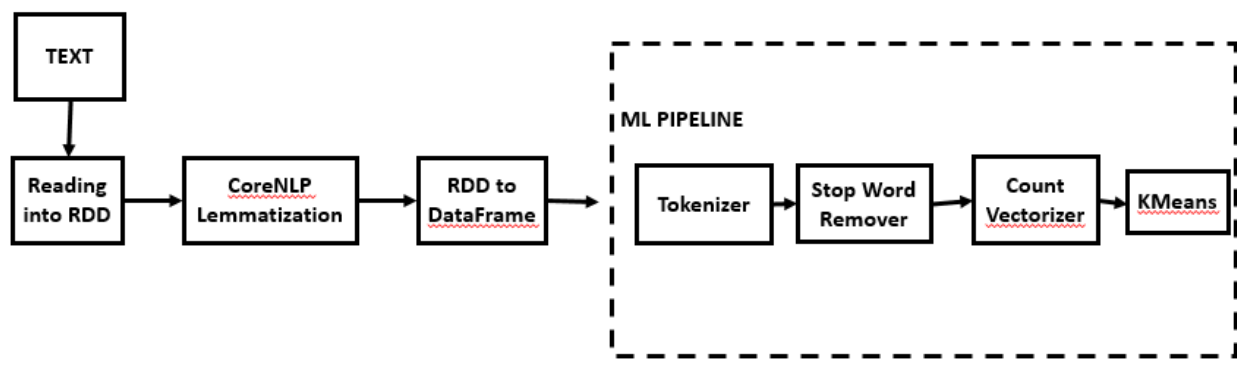 TEXT
Reading
into RDD
CoreNLP
Lemmatization
RDD to
DataFrame
ML PIPELINE
Tokenizer
Stop Word
Remover
Count
Vectorizer
KMeans